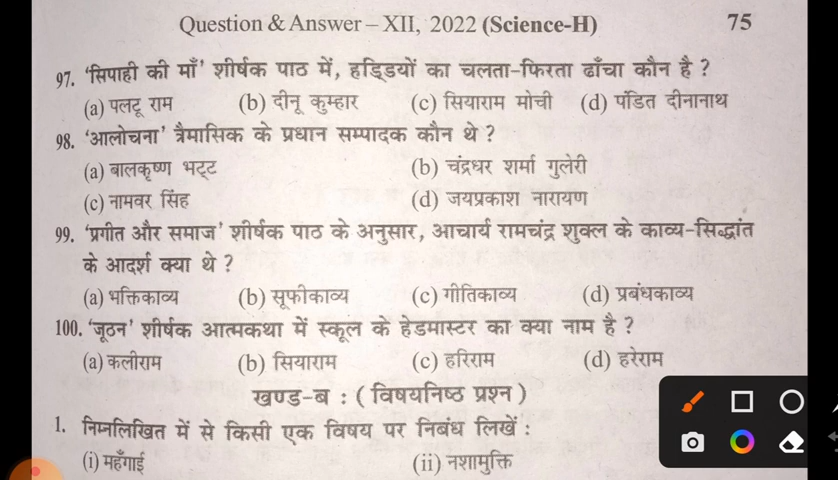 Question & Answer – XII, 2022 (Science-H) 75
97. 'सिपाही की माँ' शीर्षक पाठ में, हड्डियों का चलता-फिरता ढाँचा कौन है ?
(a) पलटू राम (b) दीनू कुम्हार (c) सियाराम मोची (d) पंडित दीनानाथ
98. 'आलोचना' त्रैमासिक के प्रधान सम्पादक कौन थे ?
(a) बालकृष्ण भट्ट (b) चंद्रधर शर्मा गुलेरी
(c) नामवर सिंह (d) जयप्रकाश नारायण
99. 'प्रगीत और समाज' शीर्षक पाठ के अनुसार, आचार्य रामचंद्र शुक्ल के काव्य-सिद्धांत
के आदर्श क्या थे ?
(a) भक्तिकाव्य (b) सूफीकाव्य (c) गीतिकाव्य (d) प्रबंधकाव्य
100. 'जूठन' शीर्षक आत्मकथा में स्कूल के हेडमास्टर का क्या नाम है ?
(a) कलीराम (b) सियाराम (c) हरिराम (d) हरेराम
खण्ड-ब : ( विषयनिष्ठ प्रश्न )
1. निम्नलिखित में से किसी एक विषय पर निबंध लिखें :
(i) महँगाई (ii) नशामुक्ति